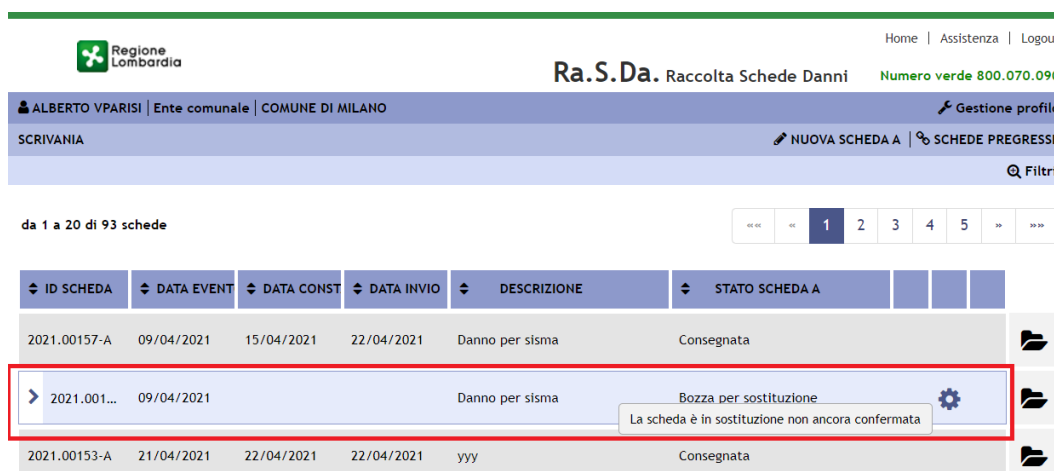 Home | Assistenza | Logou
Regione
Lombardia
Ra.S.Da. Raccolta Schede Danni
Numero verde 800.070.090
ALBERTO VPARISI | Ente comunale | COMUNE DI MILANO
Gestione profilo
SCRIVANIA
NUOVA SCHEDA A | SCHEDE PREGRESSE
Filtri
da 1 a 20 di 93 schede
«« « 1 2 3 4 5 » »»
ID SCHEDA DATA EVENT DATA CONST DATA INVIO DESCRIZIONE STATO SCHEDA A
2021.00157-A 09/04/2021 15/04/2021 22/04/2021 Danno per sisma Consegnata
2021.001... 09/04/2021 Danno per sisma Bozza per sostituzione
La scheda è in sostituzione non ancora confermata
2021.00153-A 21/04/2021 22/04/2021 22/04/2021 yyy Consegnata